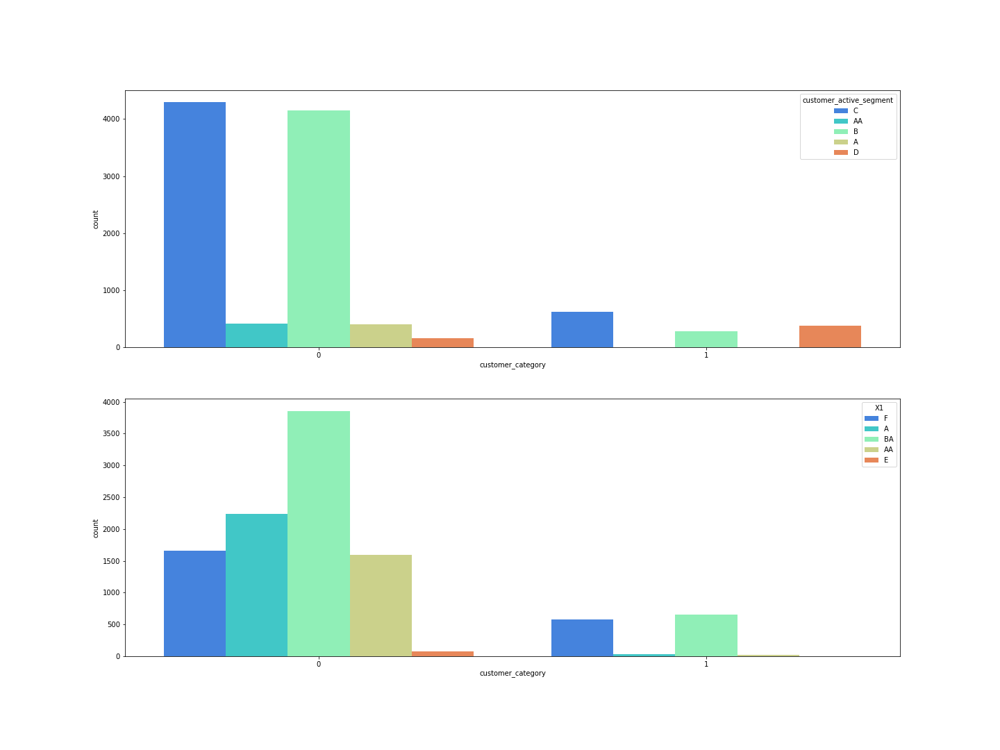 customer_active_segment
C
AA
B
A
D
4000
3000
2000
1000
0
count
0
1
customer_category
X1
F
A
BA
AA
E
4000
3500
3000
2500
2000
1500
1000
500
0
count
0
1
customer_category